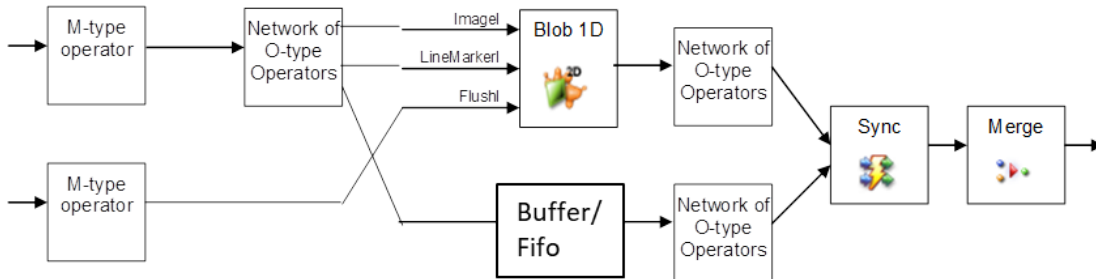 M-type
operator
Network of
O-type
Operators
ImageI
LineMarkerI
FlushI
Blob 1D
2D
Network of
O-type
Operators
Sync
Merge
M-type
operator
Buffer/
Fifo
Network of
O-type
Operators